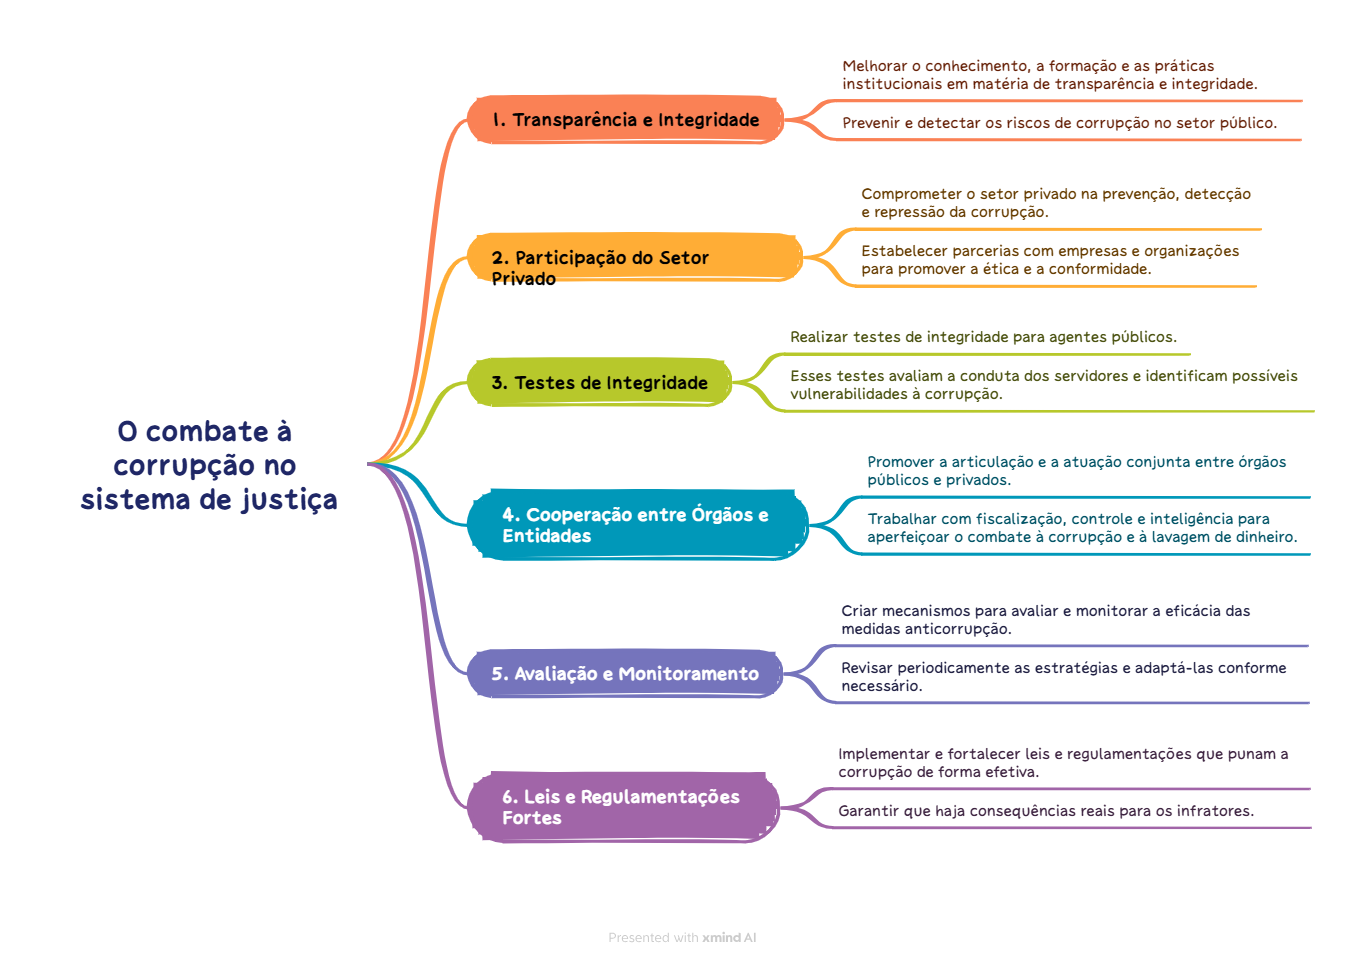 O combate à
corrupção no
sistema de justiça
1. Transparência e Integridade
Melhorar o conhecimento, a formação e as práticas
institucionais em matéria de transparência e integridade.
Prevenir e detectar os riscos de corrupção no setor público.
2. Participação do Setor
Privado
Comprometer o setor privado na prevenção, detecção
e repressão da corrupção.
Estabelecer parcerias com empresas e organizações
para promover a ética e a conformidade.
3. Testes de Integridade
Realizar testes de integridade para agentes públicos.
Esses testes avaliam a conduta dos servidores e identificam possíveis
vulnerabilidades à corrupção.
4. Cooperação entre Órgãos e
Entidades
Promover a articulação e a atuação conjunta entre órgãos
públicos e privados.
Trabalhar com fiscalização, controle e inteligência para
aperfeiçoar o combate à corrupção e à lavagem de dinheiro.
5. Avaliação e Monitoramento
Criar mecanismos para avaliar e monitorar a eficácia das
medidas anticorrupção.
Revisar periodicamente as estratégias e adaptá-las conforme
necessário.
6. Leis e Regulamentações
Fortes
Implementar e fortalecer leis e regulamentações que punam a
corrupção de forma efetiva.
Garantir que haja consequências reais para os infratores.
Presented with xmind AI